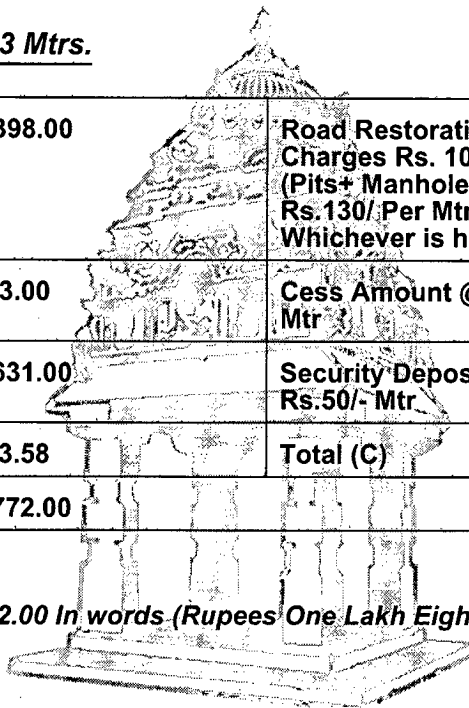 3 Mtrs.
398.00
Road Restorati
Charges Rs. 10
(Pits+ Manhole
Rs.130/ Per Mtr
Whichever is h
3.00
Cess Amount @
Mtr
631.00
Security Depos
Rs.50/- Mtr
3.58
Total (C)
772.00
2.00 In words (Rupees One Lakh Eigh